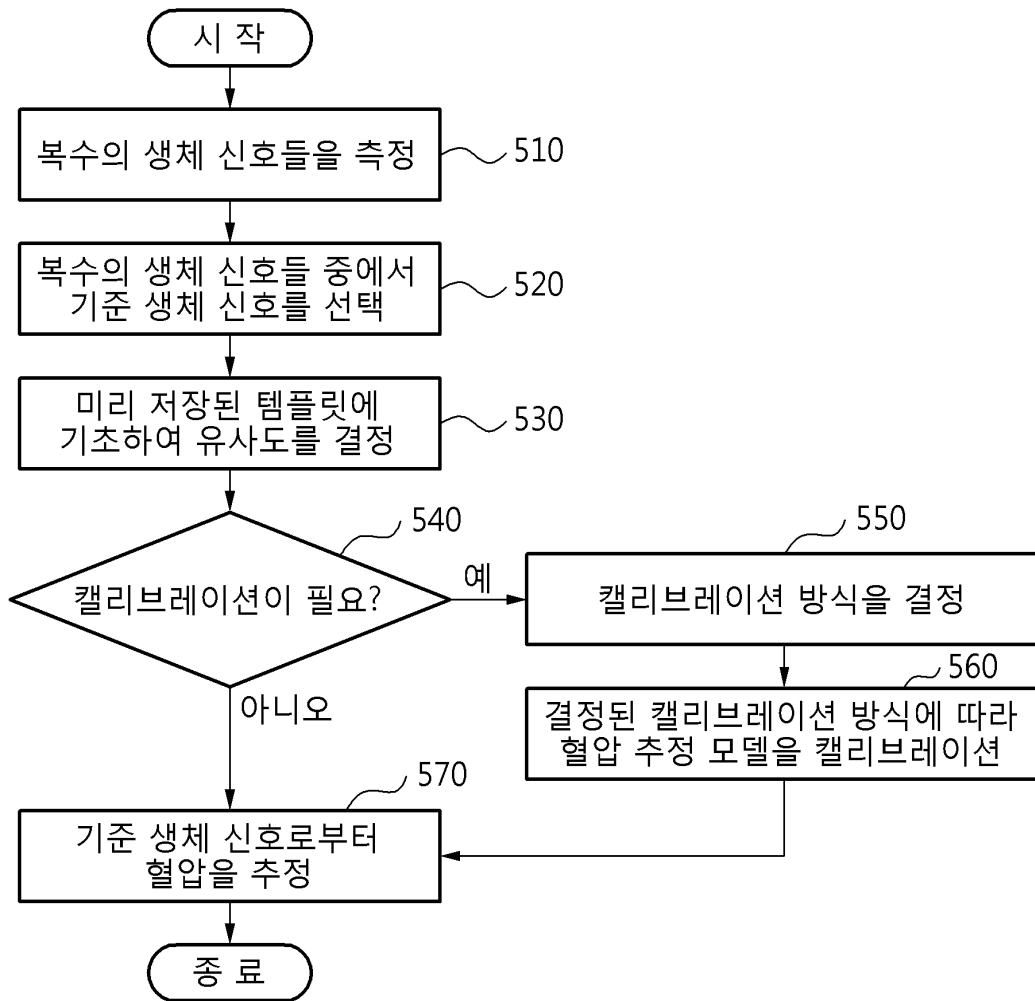 시 작
복수의 생체 신호들을 측정
510
복수의 생체 신호들 중에서
기준 생체 신호를 선택
520
미리 저장된 템플릿에
기초하여 유사도를 결정
530
540
캘리브레이션이 필요?
예
550
캘리브레이션 방식을 결정
560
결정된 캘리브레이션 방식에 따라
혈압 추정 모델을 캘리브레이션
아니오
570
기준 생체 신호로부터
혈압을 추정
종 료